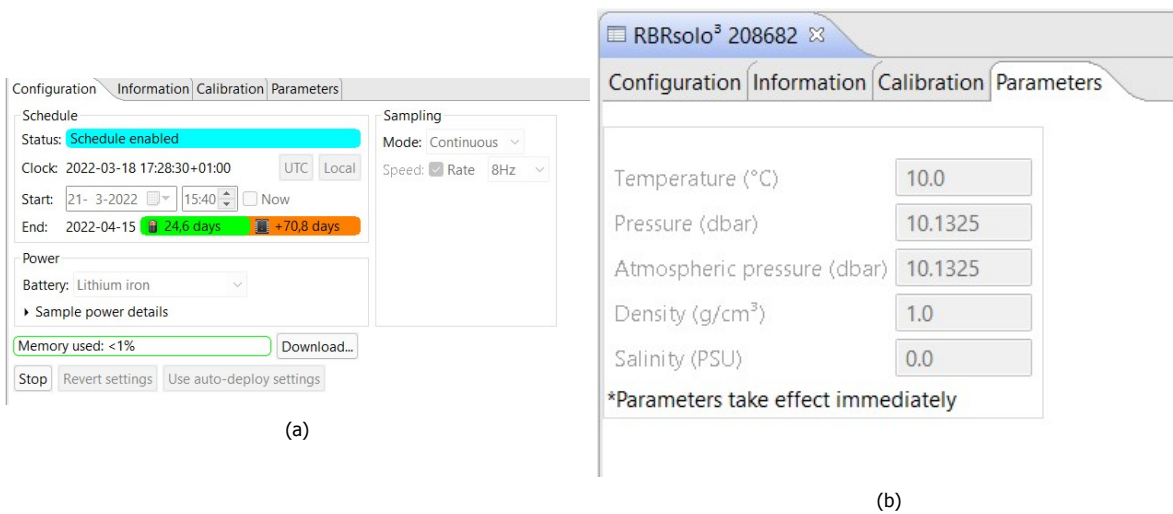 Configuration Information Calibration Parameters
Schedule
Status: Schedule enabled
Clock: 2022-03-18 17:28:30+01:00 UTC Local
Start: 21- 3-2022 15:40 Now
End: 2022-04-15 24,6 days +70,8 days
Power
Battery: Lithium iron
Sample power details
Sampling
Mode: Continuous
Speed: Rate 8Hz
Memory used: <1% Download...
Stop Revert settings Use auto-deploy settings
(a)
RBRsolo³ 208682
Configuration Information Calibration Parameters
Temperature (°C) 10.0
Pressure (dbar) 10.1325
Atmospheric pressure (dbar) 10.1325
Density (g/cm³) 1.0
Salinity (PSU) 0.0
*Parameters take effect immediately
(b)